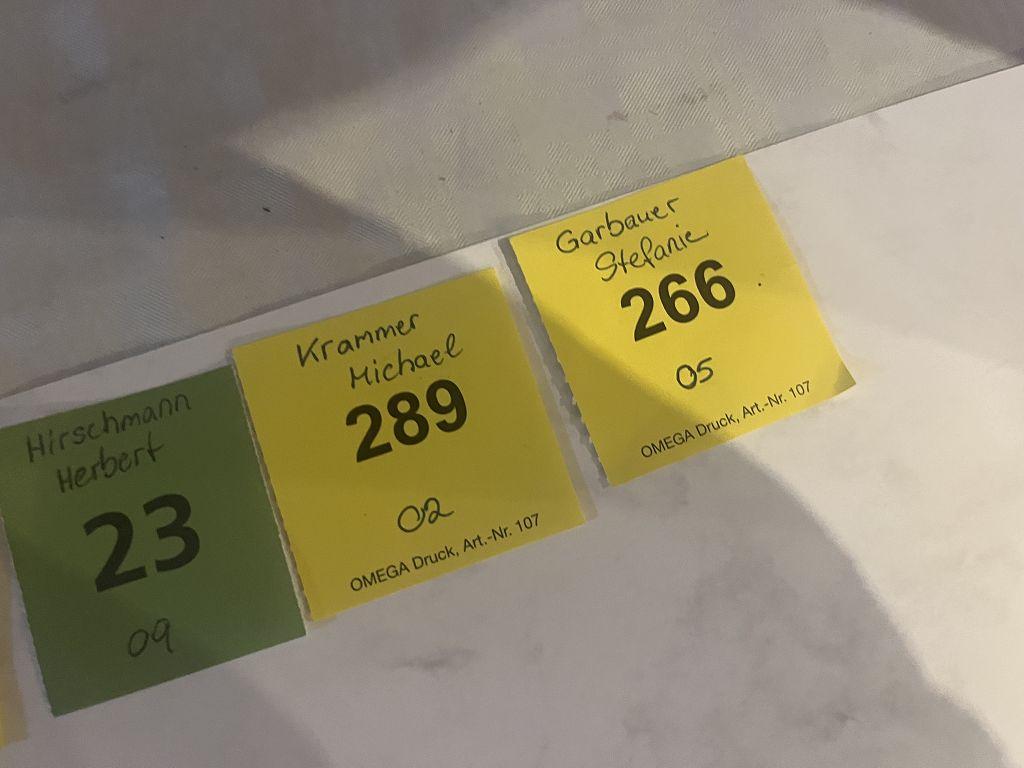 Hirschmann
Herbert
23
09
Krammer
Michael
289
02
OMEGA Druck, Art.-Nr. 107
Garbauer
Stefanie
266
05
OMEGA Druck, Art.-Nr. 107